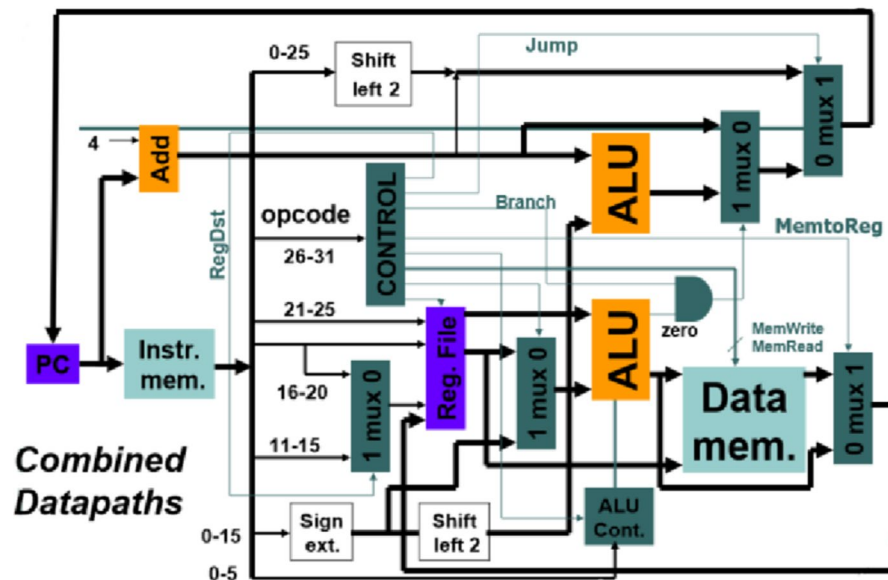 0-25
Shift
left 2
Jump
0 mux 1
4
Add
ALU
1 mux 0
RegDst
opcode
26-31
CONTROL
Branch
MemtoReg
21-25
PC
Instr.
mem.
16-20
1 mux 0
Reg. File
1 mux 0
ALU
zero
MemWrite
MemRead
Data
mem.
0 mux 1
11-15
Combined
Datapaths
0-15
Sign
ext.
Shift
left 2
ALU
Cont.
0-5